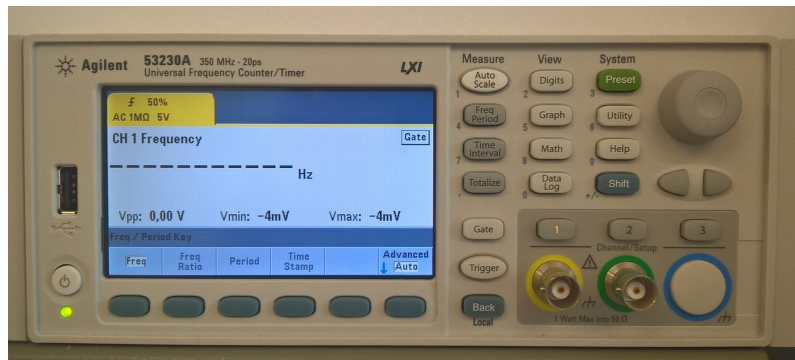 Agilent 53230A 350 MHz · 20ps
Universal Frequency Counter/Timer
LXI
50%
AC 1MΩ 5V
CH 1 Frequency
Gate
Hz
Vpp: 0,00 V Vmin: -4mV Vmax: -4mV
Freq / Period Key
Freq
Freq Ratio
Period
Time Stamp
Advanced
Auto
Measure View System
Auto Scale
Digits
Preset
1 2 3
Freq Period
Graph
Utility
4 5 6
Time Interval
Math
Help
7 8 9
Totalize
Data Log
Shift
. 0 +/-
Gate
1 2 3
Channel/Setup
Trigger
Back
Local
1 Watt Max into 50 Ω